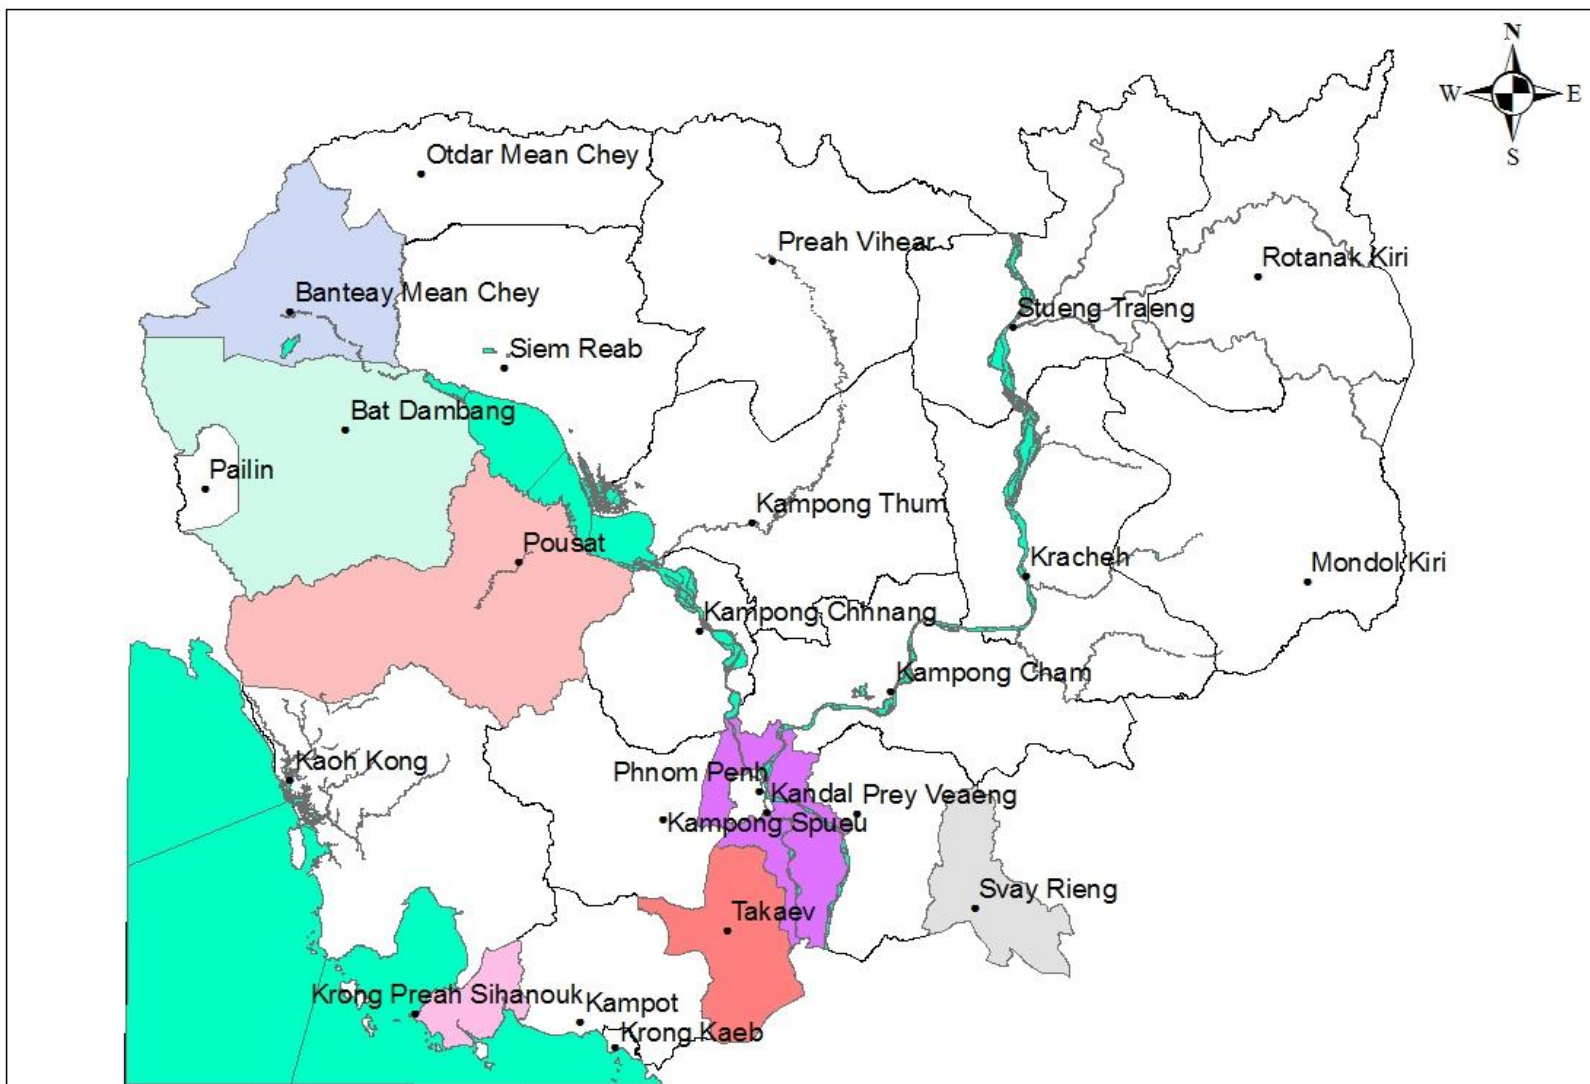 N
W E
S
Otdar Mean Chey
Preah Vihear
Rotanak Kiri
Banteay Mean Chey
Stueng Traeng
Siem Reab
Bat Dambang
Pailin
Kampong Thum
Pousat
Kracheh
Mondol Kiri
Kampong Chhnang
Kampong Cham
Kaoh Kong
Phnom Penh
Kandal
Prey Veaeng
Kampong Spueu
Svay Rieng
Takaev
Krong Preah Sihanouk
Kampot
Krong Kaeb